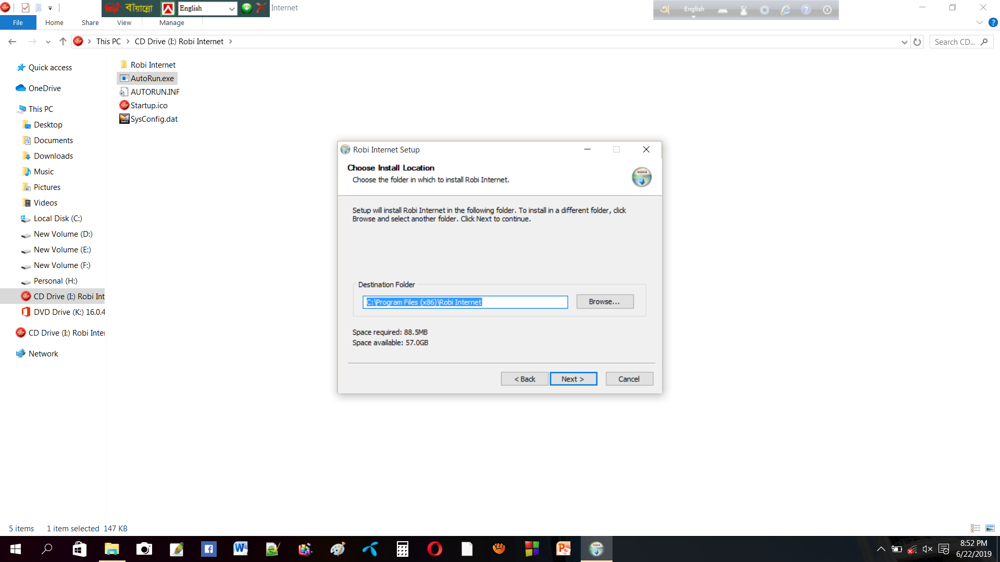 বায়ান্নো
English
Internet
English
File
Home
Share
View
Manage
This PC
CD Drive (I:) Robi Internet
Search CD...
Quick access
OneDrive
This PC
Desktop
Documents
Downloads
Music
Pictures
Videos
Local Disk (C:)
New Volume (D:)
New Volume (E:)
New Volume (F:)
Personal (H:)
CD Drive (I:) Robi Int
DVD Drive (K:) 16.0.4
CD Drive (I:) Robi Inter
Network
Robi Internet
AutoRun.exe
AUTORUN.INF
Startup.ico
SysConfig.dat
Robi Internet Setup
Choose Install Location
Choose the folder in which to install Robi Internet.
Setup will install Robi Internet in the following folder. To install in a different folder, click
Browse and select another folder. Click Next to continue.
Destination Folder
C:\Program Files (x86)\Robi Internet
Browse...
Space required: 88.5MB
Space available: 57.0GB
< Back
Next >
Cancel
5 items
1 item selected 147 KB
8:52 PM
6/22/2019